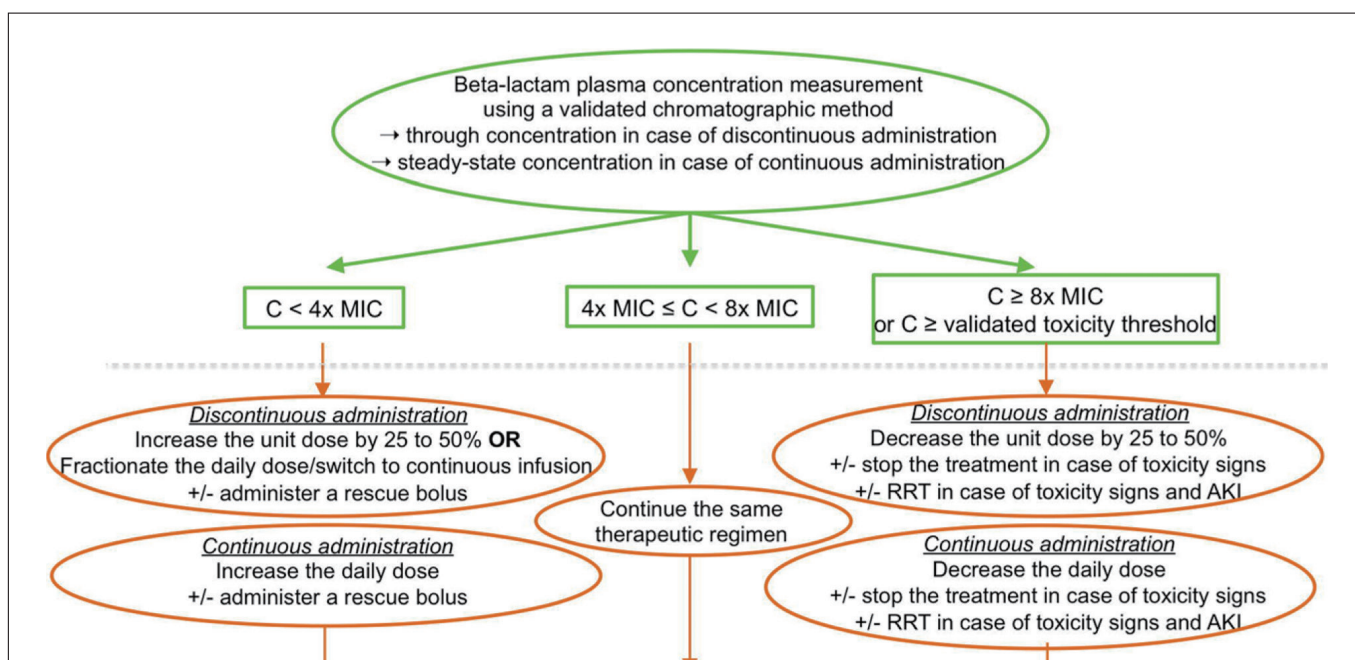 Beta-lactam plasma concentration measurement
using a validated chromatographic method
→ through concentration in case of discontinuous administration
→ steady-state concentration in case of continuous administration
C < 4x MIC
4x MIC ≤ C < 8x MIC
C ≥ 8x MIC
or C ≥ validated toxicity threshold
Discontinuous administration
Increase the unit dose by 25 to 50% OR
Fractionate the daily dose/switch to continuous infusion
+/- administer a rescue bolus
Continuous administration
Increase the daily dose
+/- administer a rescue bolus
Continue the same
therapeutic regimen
Discontinuous administration
Decrease the unit dose by 25 to 50%
+/- stop the treatment in case of toxicity signs
+/- RRT in case of toxicity signs and AKI
Continuous administration
Decrease the daily dose
+/- stop the treatment in case of toxicity signs
+/- RRT in case of toxicity signs and AKI